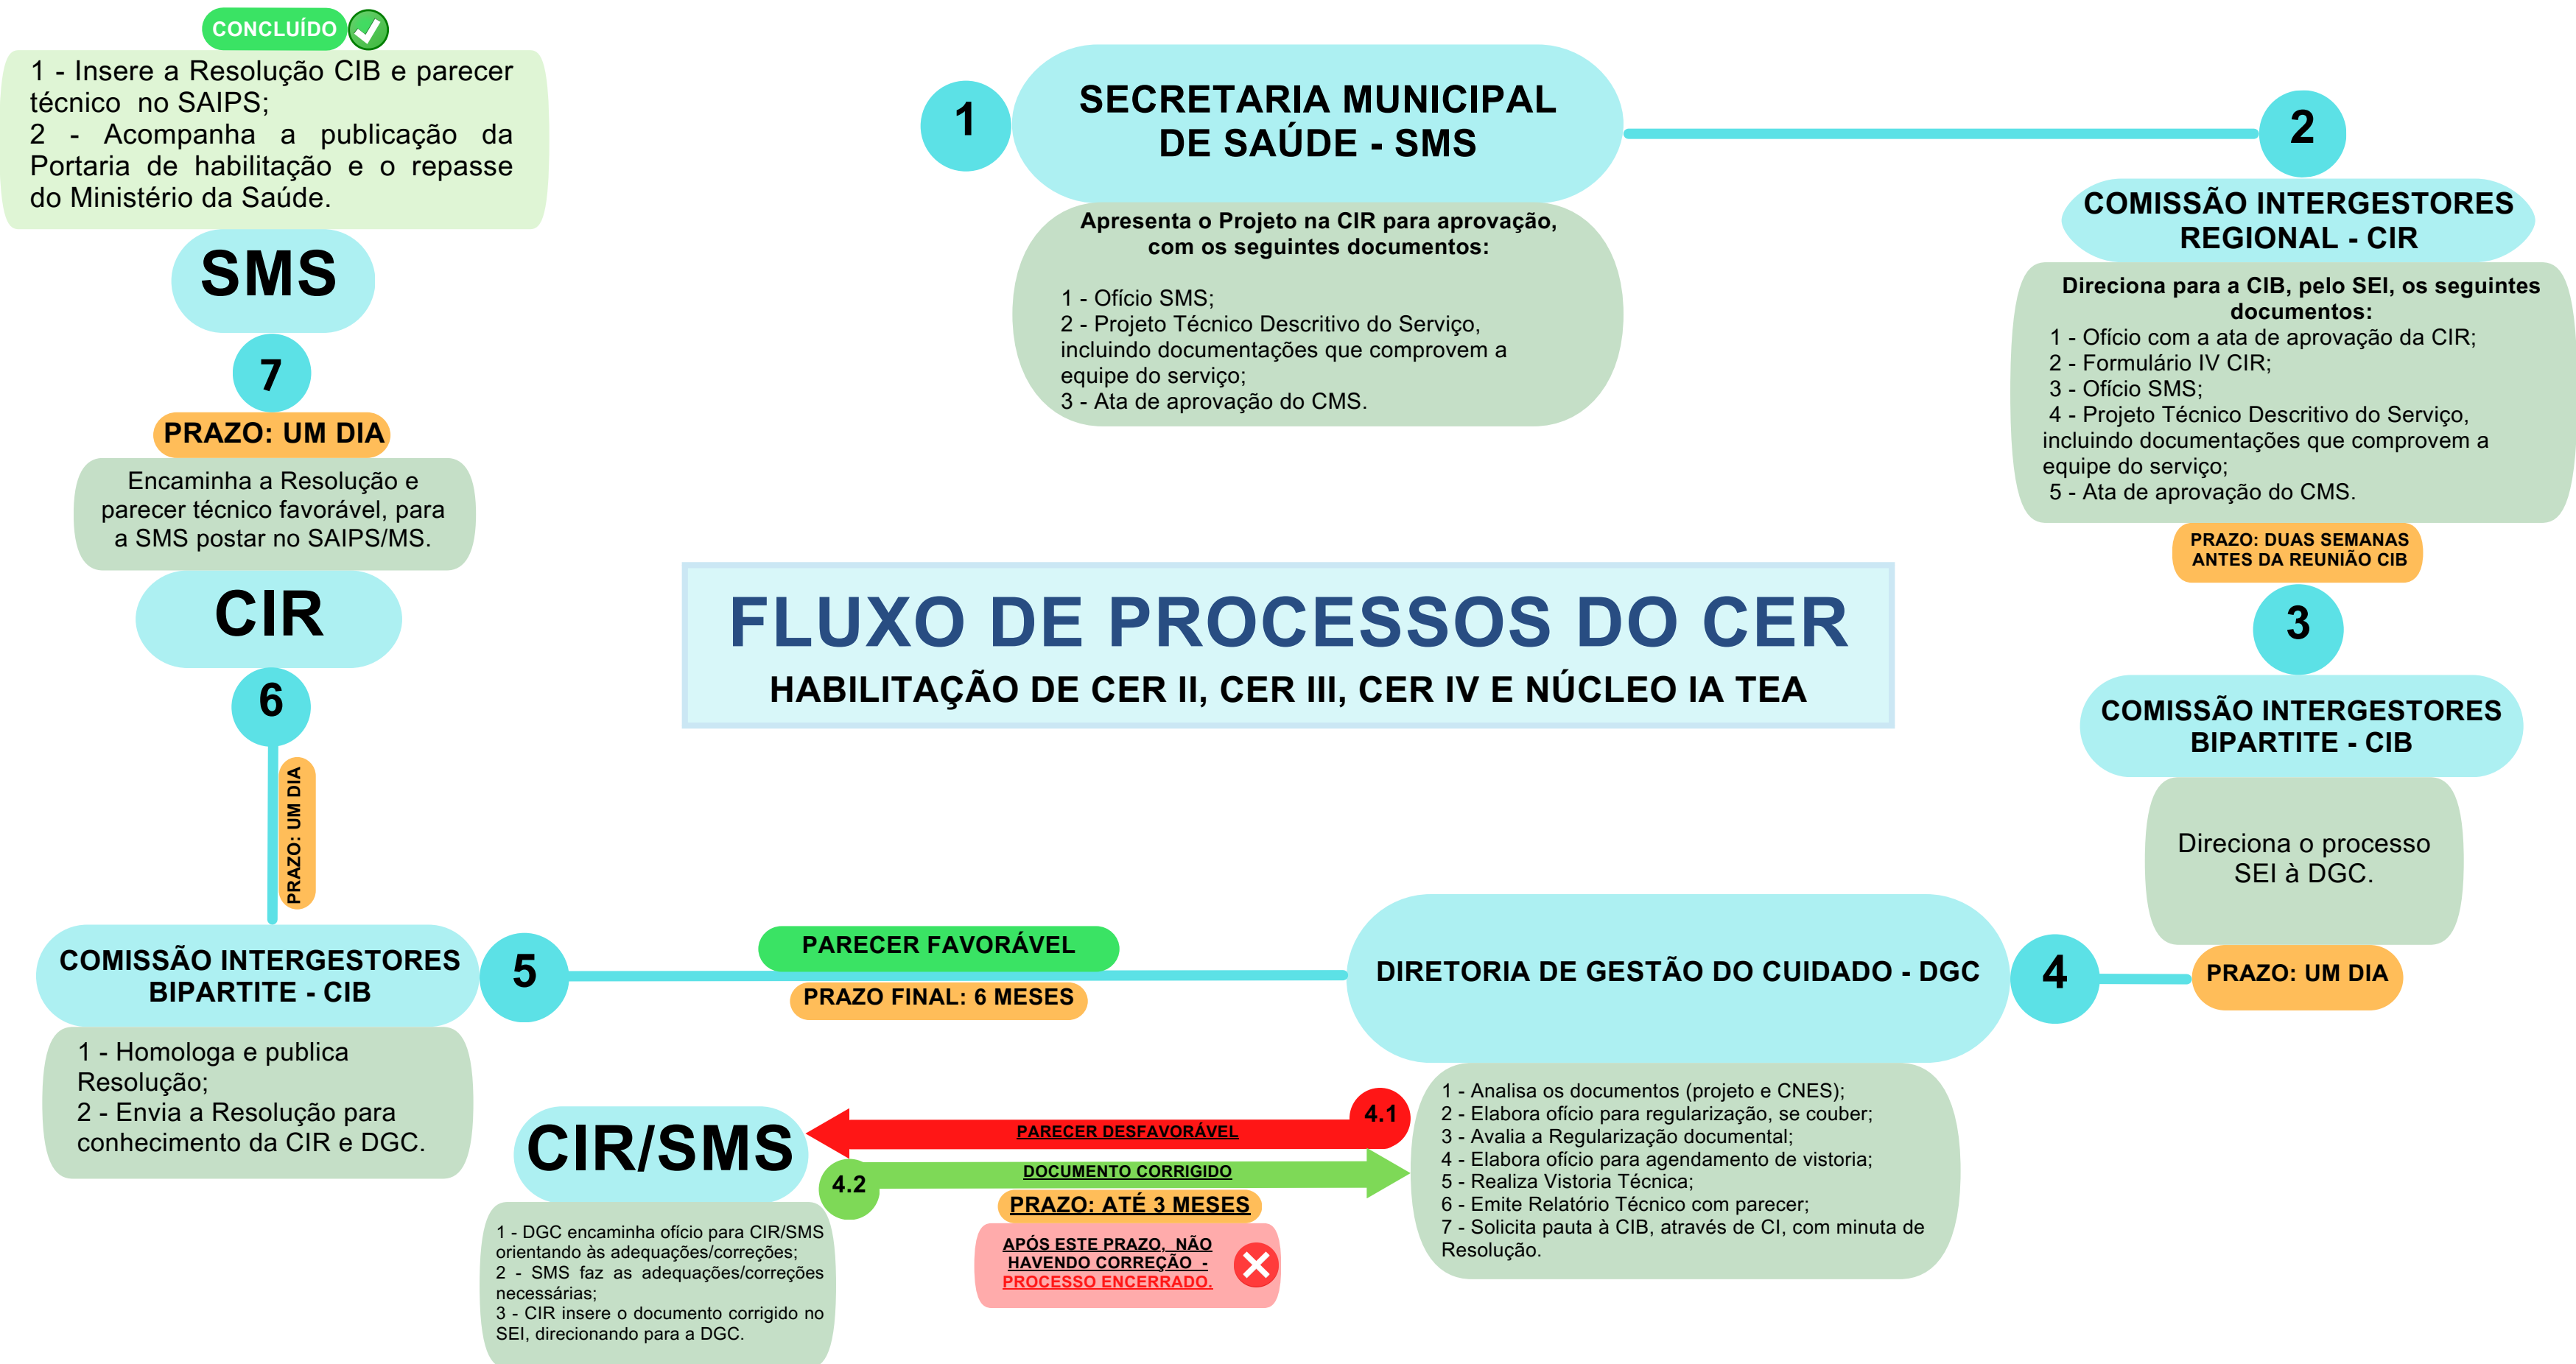 FLUXO DE PROCESSOS DO CER
HABILITAÇÃO DE CER II, CER III, CER IV E NÚCLEO IA TEA
1
SECRETARIA MUNICIPAL
DE SAÚDE - SMS
Apresenta o Projeto na CIR para aprovação,
com os seguintes documentos:
1 - Ofício SMS;
2 - Projeto Técnico Descritivo do Serviço,
incluindo documentações que comprovem a
equipe do serviço;
3 - Ata de aprovação do CMS.
2
COMISSÃO INTERGESTORES
REGIONAL - CIR
Direciona para a CIB, pelo SEI, os seguintes
documentos:
1 - Ofício com a ata de aprovação da CIR;
2 - Formulário IV CIR;
3 - Ofício SMS;
4 - Projeto Técnico Descritivo do Serviço,
incluindo documentações que comprovem a
equipe do serviço;
5 - Ata de aprovação do CMS.
PRAZO: DUAS SEMANAS
ANTES DA REUNIÃO CIB
3
COMISSÃO INTERGESTORES
BIPARTITE - CIB
Direciona o processo
SEI à DGC.
PRAZO: UM DIA
4
DIRETORIA DE GESTÃO DO CUIDADO - DGC
1 - Analisa os documentos (projeto e CNES);
2 - Elabora ofício para regularização, se couber;
3 - Avalia a Regularização documental;
4 - Elabora ofício para agendamento de vistoria;
5 - Realiza Vistoria Técnica;
6 - Emite Relatório Técnico com parecer;
7 - Solicita pauta à CIB, através de CI, com minuta de
Resolução.
4.1
PARECER DESFAVORÁVEL
CIR/SMS
4.2
DOCUMENTO CORRIGIDO
PRAZO: ATÉ 3 MESES
APÓS ESTE PRAZO, NÃO
HAVENDO CORREÇÃO -
PROCESSO ENCERRADO.
1 - DGC encaminha ofício para CIR/SMS
orientando às adequações/correções;
2 - SMS faz as adequações/correções
necessárias;
3 - CIR insere o documento corrigido no
SEI, direcionando para a DGC.
PARECER FAVORÁVEL
PRAZO FINAL: 6 MESES
5
COMISSÃO INTERGESTORES
BIPARTITE - CIB
1 - Homologa e publica
Resolução;
2 - Envia a Resolução para
conhecimento da CIR e DGC.
PRAZO: UM DIA
6
CIR
Encaminha a Resolução e
parecer técnico favorável, para
a SMS postar no SAIPS/MS.
PRAZO: UM DIA
7
SMS
CONCLUÍDO
1 - Insere a Resolução CIB e parecer
técnico no SAIPS;
2 - Acompanha a publicação da
Portaria de habilitação e o repasse
do Ministério da Saúde.